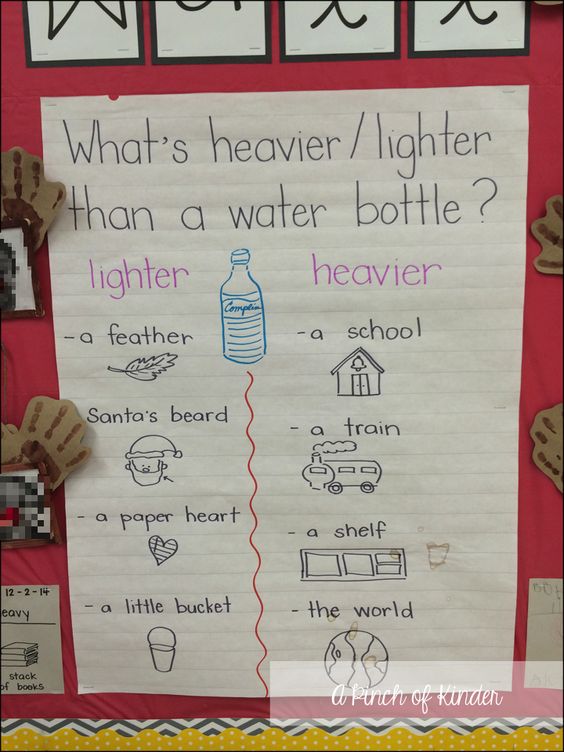 What's heavier/lighter
than a water bottle?
lighter
heavier
- a feather
Santa's beard
- a paper heart
- a little bucket
- a school
- a train
- a shelf
- the world
12-2-14
eavy
stack
of books
A Pinch of Kinder